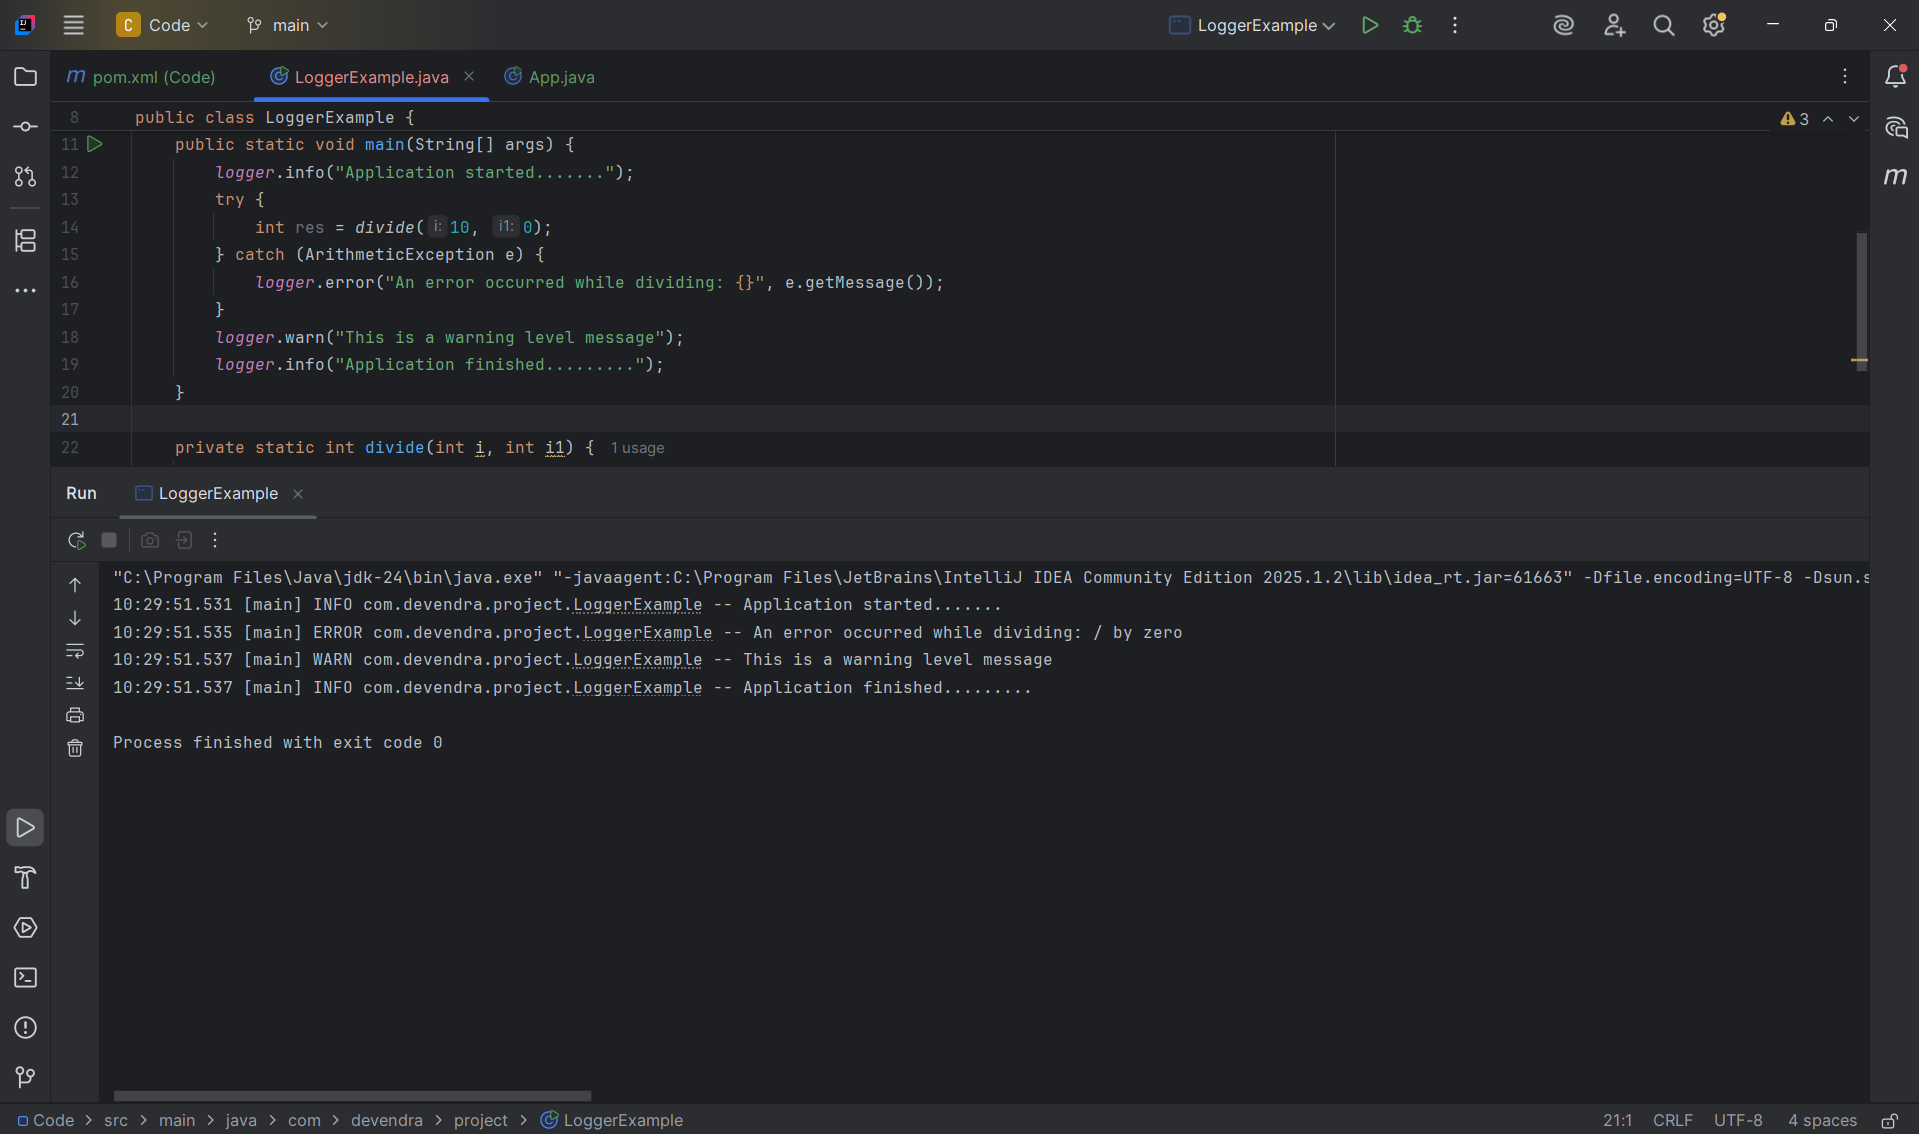 C Code main LoggerExample
m pom.xml (Code) LoggerExample.java App.java
8 public class LoggerExample { 3
11 public static void main(String[] args) {
12 logger.info("Application started.......");
13 try {
14 int res = divide( i: 10, i1: 0);
15 } catch (ArithmeticException e) {
16 logger.error("An error occurred while dividing: {}", e.getMessage());
17 }
18 logger.warn("This is a warning level message");
19 logger.info("Application finished.........");
20 }
21
22 private static int divide(int i, int i1) { 1 usage
Run LoggerExample
"C:\Program Files\Java\jdk-24\bin\java.exe" "-javaagent:C:\Program Files\JetBrains\IntelliJ IDEA Community Edition 2025.1.2\lib\idea_rt.jar=61663" -Dfile.encoding=UTF-8 -Dsun.s
10:29:51.531 [main] INFO com.devendra.project.LoggerExample -- Application started.......
10:29:51.535 [main] ERROR com.devendra.project.LoggerExample -- An error occurred while dividing: / by zero
10:29:51.537 [main] WARN com.devendra.project.LoggerExample -- This is a warning level message
10:29:51.537 [main] INFO com.devendra.project.LoggerExample -- Application finished.........
Process finished with exit code 0
Code > src > main > java > com > devendra > project > LoggerExample 21:1 CRLF UTF-8 4 spaces